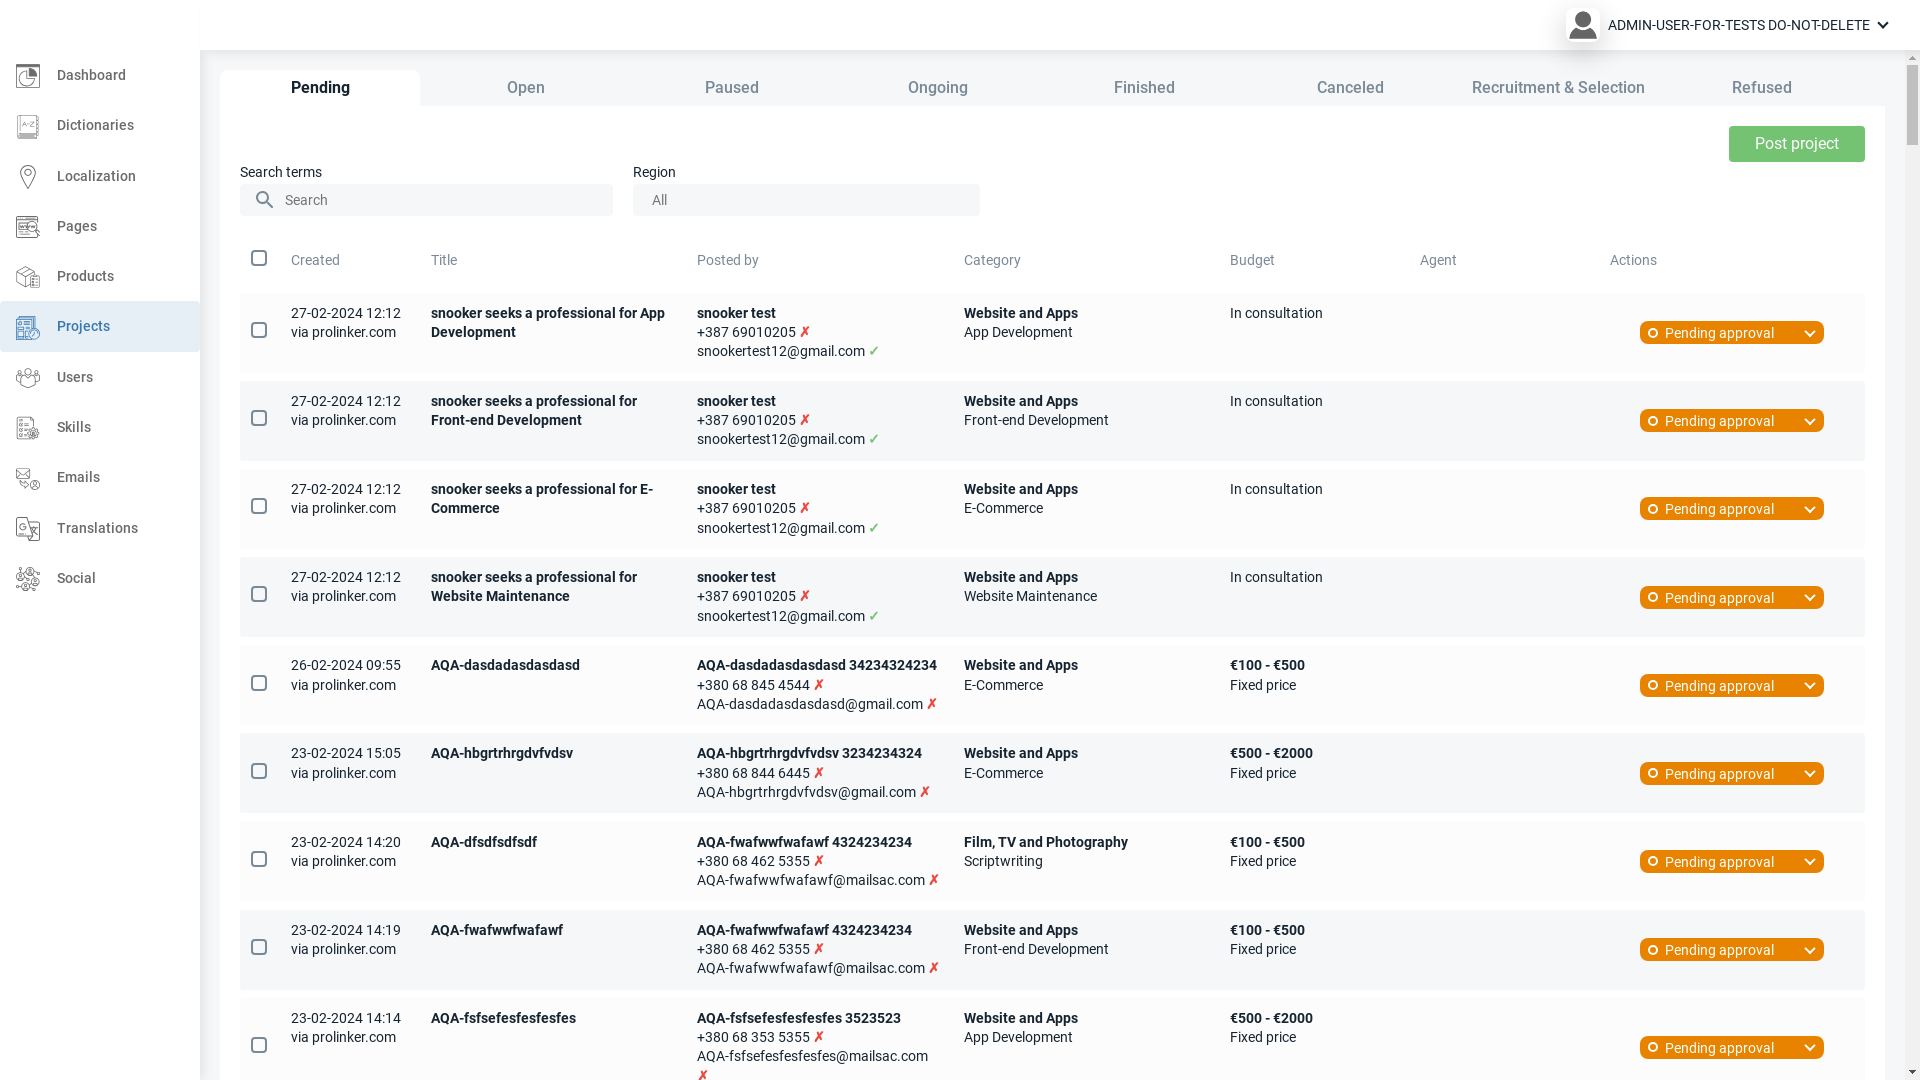 ADMIN-USER-FOR-TESTS DO-NOT-DELETE
Dashboard
Dictionaries
Localization
Pages
Products
Projects
Users
Skills
Emails
Translations
Social
Pending Open Paused Ongoing Finished Canceled Recruitment & Selection Refused
Post project
Search terms Region
Search All
Created Title Posted by Category Budget Agent Actions
27-02-2024 12:12 snooker seeks a professional for App snooker test Website and Apps In consultation
via prolinker.com Development +387 69010205 ✗ App Development Pending approval
snookertest12@gmail.com ✓
27-02-2024 12:12 snooker seeks a professional for snooker test Website and Apps In consultation
via prolinker.com Front-end Development +387 69010205 ✗ Front-end Development Pending approval
snookertest12@gmail.com ✓
27-02-2024 12:12 snooker seeks a professional for E- snooker test Website and Apps In consultation
via prolinker.com Commerce +387 69010205 ✗ E-Commerce Pending approval
snookertest12@gmail.com ✓
27-02-2024 12:12 snooker seeks a professional for snooker test Website and Apps In consultation
via prolinker.com Website Maintenance +387 69010205 ✗ Website Maintenance Pending approval
snookertest12@gmail.com ✓
26-02-2024 09:55 AQA-dasdadasdasdasd AQA-dasdadasdasdasd 34234324234 Website and Apps €100 - €500
via prolinker.com +380 68 845 4544 ✗ E-Commerce Fixed price Pending approval
AQA-dasdadasdasdasd@gmail.com ✗
23-02-2024 15:05 AQA-hbgrtrhrgdvfvdsv AQA-hbgrtrhrgdvfvdsv 3234234324 Website and Apps €500 - €2000
via prolinker.com +380 68 844 6445 ✗ E-Commerce Fixed price Pending approval
AQA-hbgrtrhrgdvfvdsv@gmail.com ✗
23-02-2024 14:20 AQA-dfsdfsdfsdf AQA-fwafwwfwafawf 4324234234 Film, TV and Photography €100 - €500
via prolinker.com +380 68 462 5355 ✗ Scriptwriting Fixed price Pending approval
AQA-fwafwwfwafawf@mailsac.com ✗
23-02-2024 14:19 AQA-fwafwwfwafawf AQA-fwafwwfwafawf 4324234234 Website and Apps €100 - €500
via prolinker.com +380 68 462 5355 ✗ Front-end Development Fixed price Pending approval
AQA-fwafwwfwafawf@mailsac.com ✗
23-02-2024 14:14 AQA-fsfsefesfesfesfes AQA-fsfsefesfesfesfes 3523523 Website and Apps €500 - €2000
via prolinker.com +380 68 353 5355 ✗ App Development Fixed price Pending approval
AQA-fsfsefesfesfesfes@mailsac.com
✗